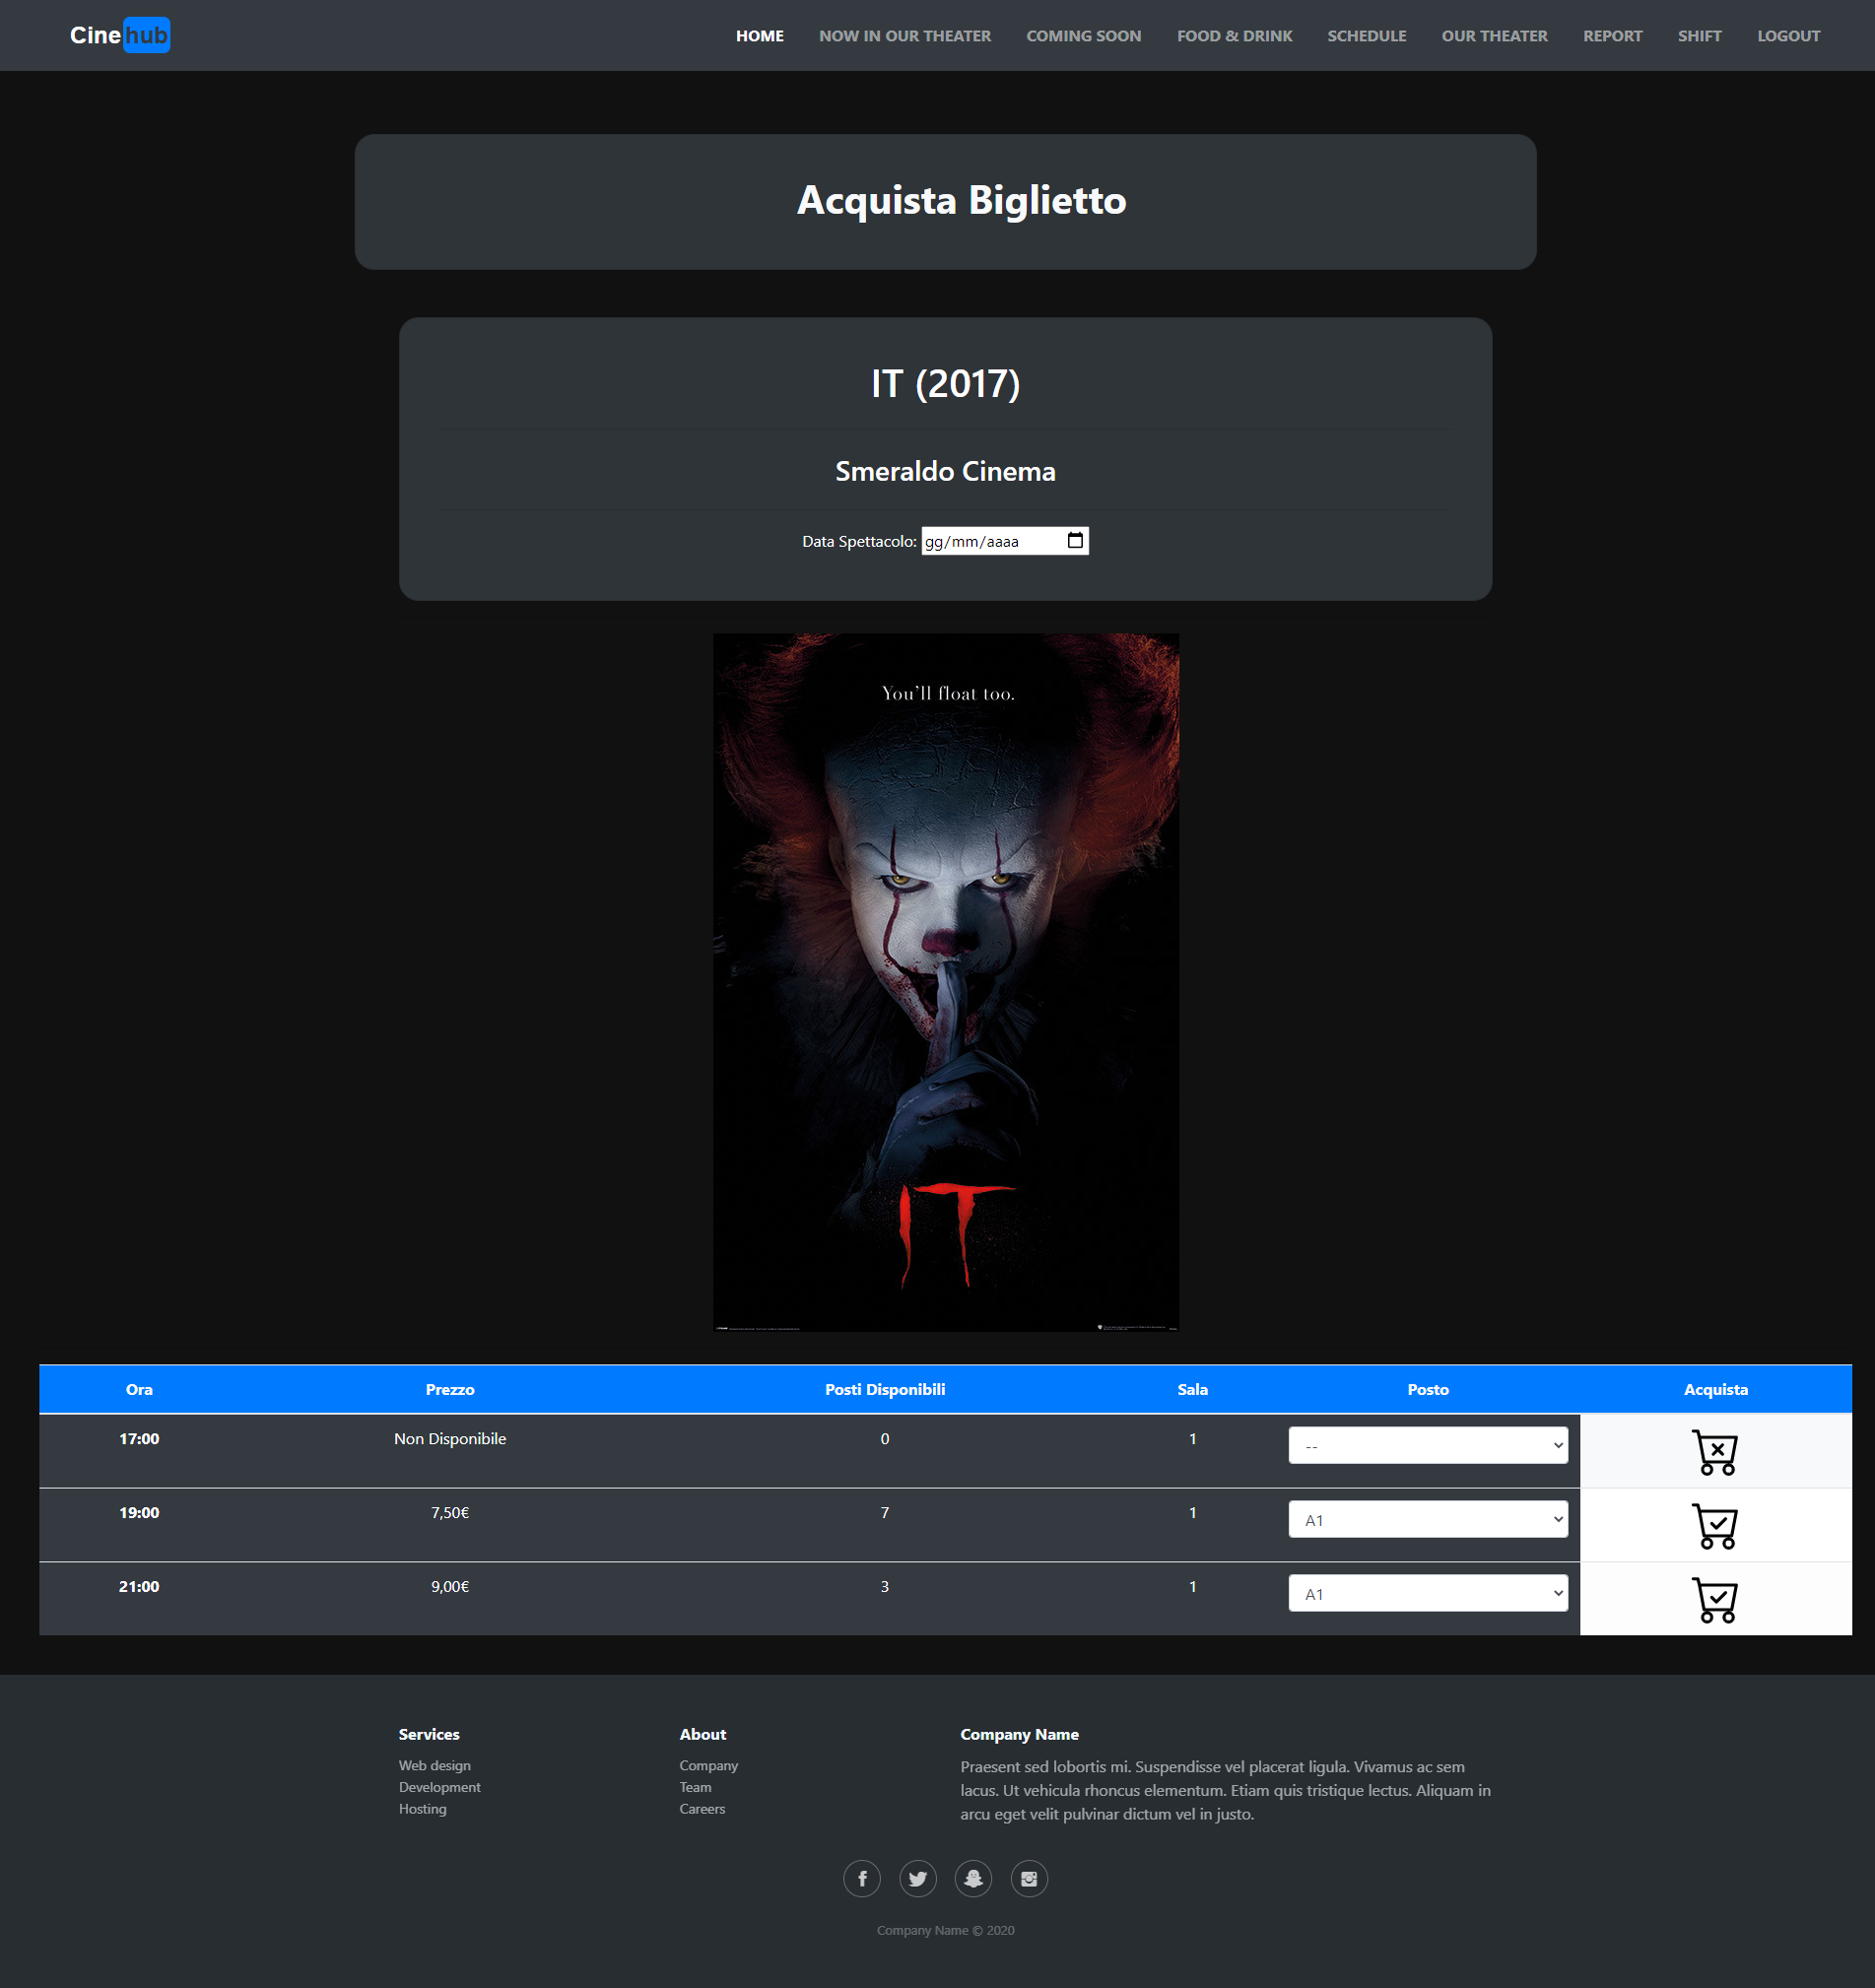 Cinehub
HOME NOW IN OUR THEATER COMING SOON FOOD & DRINK SCHEDULE OUR THEATER REPORT SHIFT LOGOUT
Acquista Biglietto
IT (2017)
Smeraldo Cinema
Data Spettacolo: gg/mm/aaaa
You'll float too.
IT
Ora Prezzo Posti Disponibili Sala Posto Acquista
17:00 Non Disponibile 0 1 --
19:00 7,50€ 7 1 A1
21:00 9,00€ 3 1 A1
Services
Web design
Development
Hosting
About
Company
Team
Careers
Company Name
Praesent sed lobortis mi. Suspendisse vel placerat ligula. Vivamus ac sem
lacus. Ut vehicula rhoncus elementum. Etiam quis tristique lectus. Aliquam in
arcu eget velit pulvinar dictum vel in justo.
Company Name © 2020